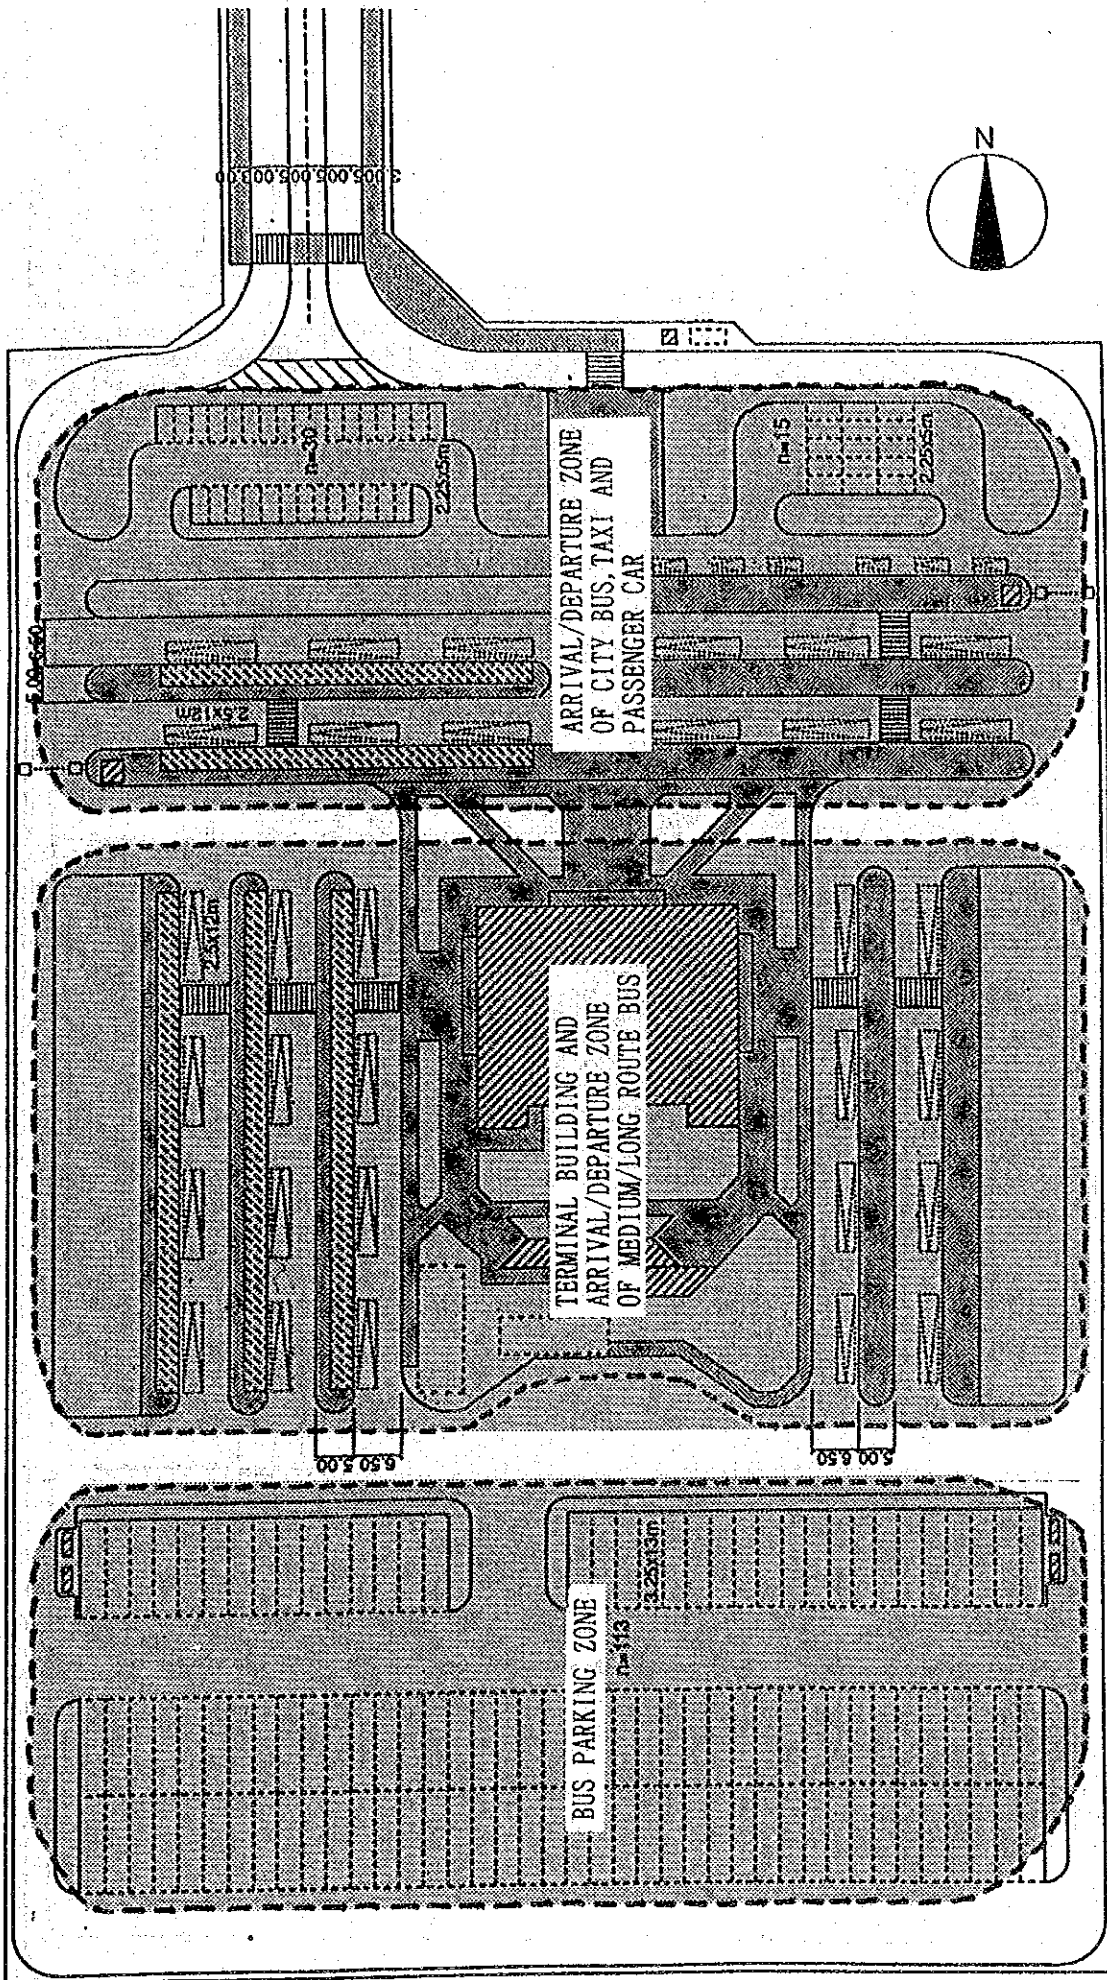 N
3.00 5.00 5.00 5.00 3.00
n=30
2.25x5m
n=15
2.25x5m
ARRIVAL/DEPARTURE ZONE
OF CITY BUS, TAXI AND
PASSENGER CAR
2.5x12m
2.5x12m
TERMINAL BUILDING AND
ARRIVAL/DEPARTURE ZONE
OF MEDIUM/LONG ROUTE BUS
5.00 6.50
6.50 5.00
BUS PARKING ZONE
n=113
3.25x13m